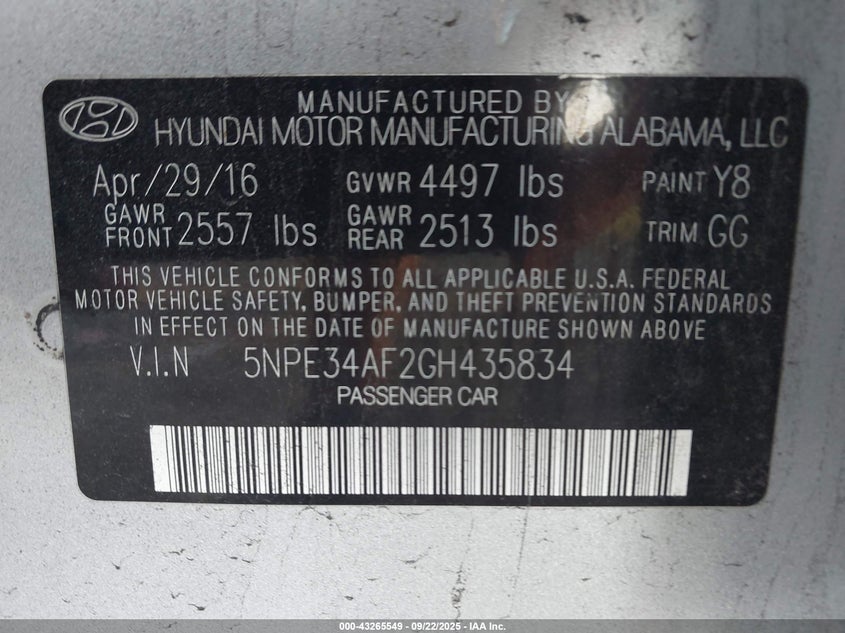 MANUFACTURED BY
HYUNDAI MOTOR MANUFACTURING ALABAMA, LLC
Apr/29/16 GVWR 4497 lbs PAINT Y8
GAWR FRONT 2557 lbs GAWR REAR 2513 lbs TRIM GG
THIS VEHICLE CONFORMS TO ALL APPLICABLE U.S.A. FEDERAL
MOTOR VEHICLE SAFETY, BUMPER, AND THEFT PREVENTION STANDARDS
IN EFFECT ON THE DATE OF MANUFACTURE SHOWN ABOVE
V.I.N 5NPE34AF2GH435834
PASSENGER CAR
000-43265549 - 09/22/2025 - IAA Inc.